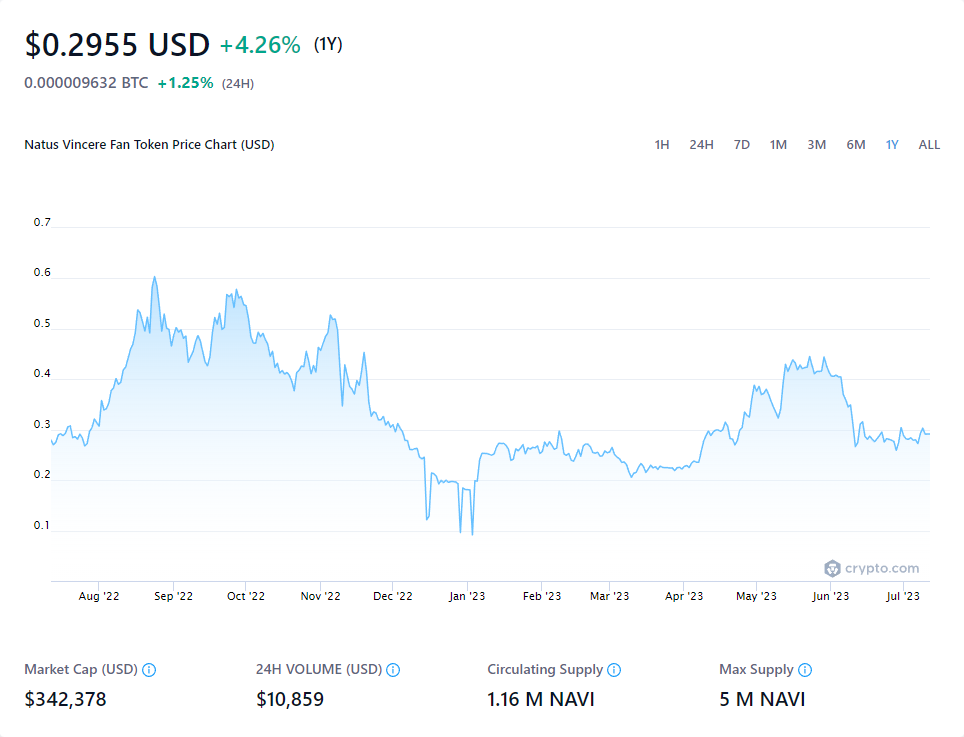 $0.2955 USD +4.26% (1Y)
0.000009632 BTC +1.25% (24H)
Natus Vincere Fan Token Price Chart (USD) 1H 24H 7D 1M 3M 6M 1Y ALL
0.7
0.6
0.5
0.4
0.3
0.2
0.1
crypto.com
Aug '22 Sep '22 Oct '22 Nov '22 Dec '22 Jan '23 Feb '23 Mar '23 Apr '23 May '23 Jun '23 Jul '23
Market Cap (USD) 24H VOLUME (USD) Circulating Supply Max Supply
$342,378 $10,859 1.16 M NAVI 5 M NAVI